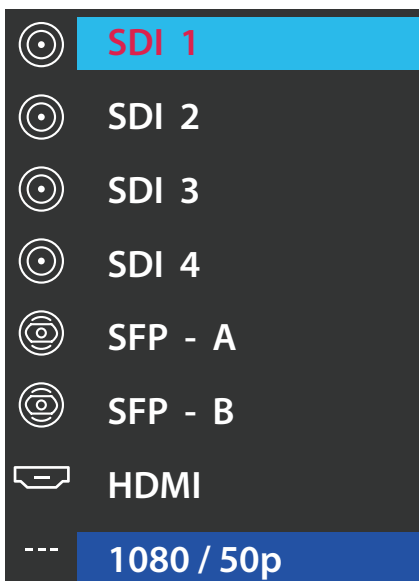 SDI 1
SDI 2
SDI 3
SDI 4
SFP - A
SFP - B
HDMI
--- 1080 / 50p